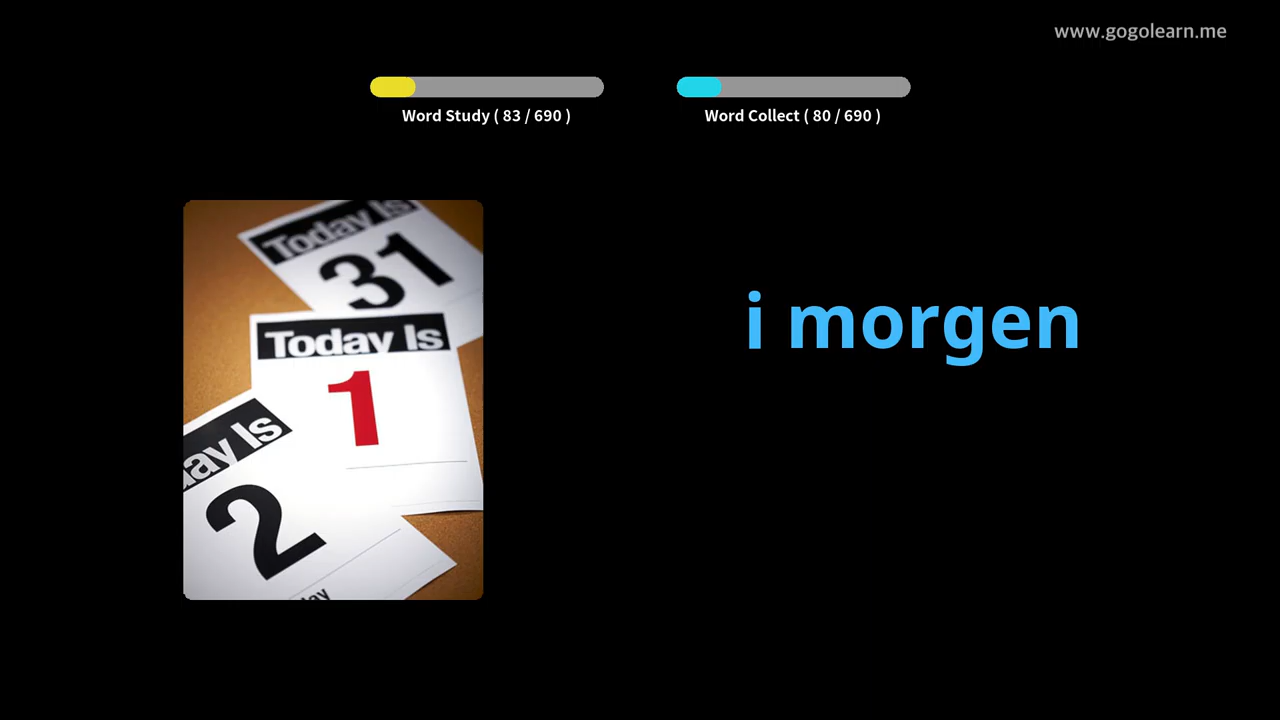 www.gogolearn.me
Word Study ( 83 / 690 )
Word Collect ( 80 / 690 )
Today Is
31
Today Is
1
i morgen
ay Is
2